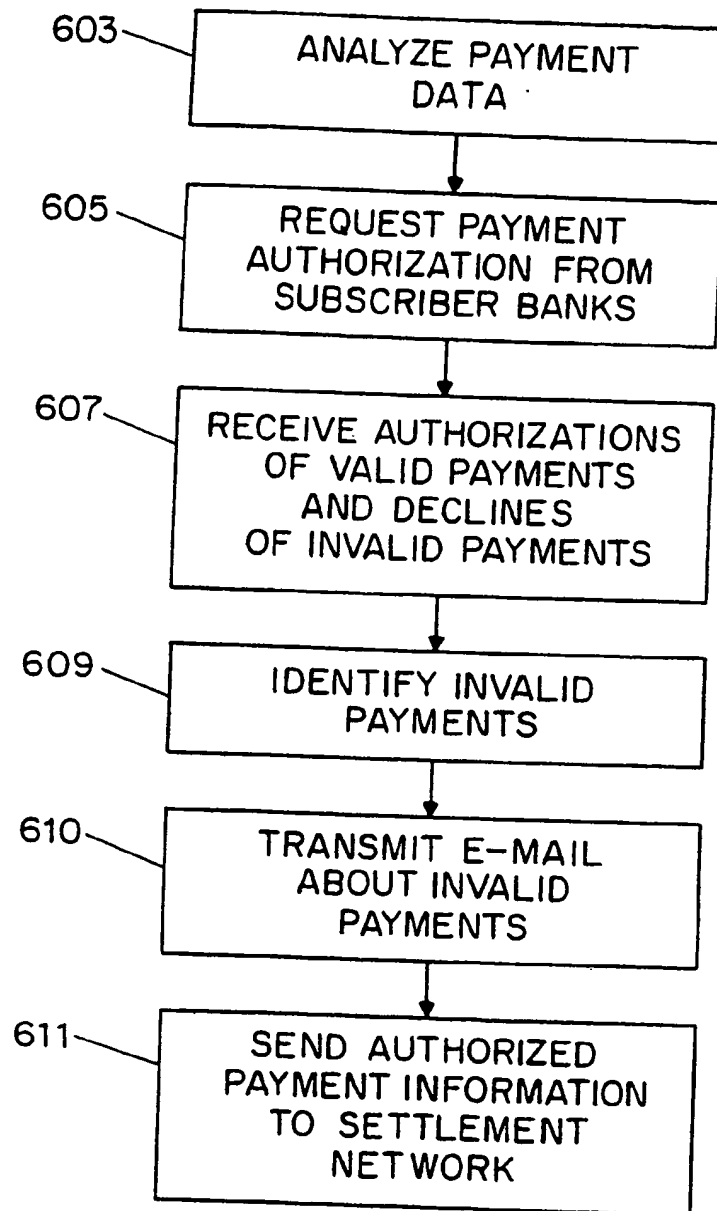 603
ANALYZE PAYMENT
DATA
605
REQUEST PAYMENT
AUTHORIZATION FROM
SUBSCRIBER BANKS
607
RECEIVE AUTHORIZATIONS
OF VALID PAYMENTS
AND DECLINES
OF INVALID PAYMENTS
609
IDENTIFY INVALID
PAYMENTS
610
TRANSMIT E-MAIL
ABOUT INVALID
PAYMENTS
611
SEND AUTHORIZED
PAYMENT INFORMATION
TO SETTLEMENT
NETWORK